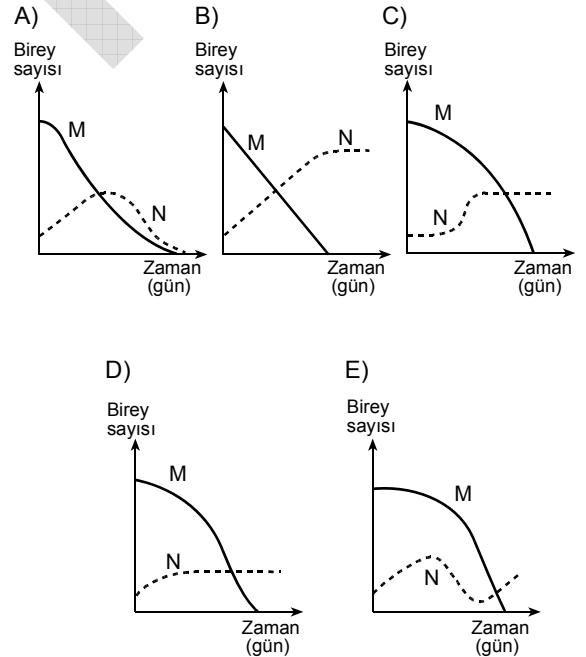 A)
B)
C)
Birey
sayısı
M
N
Zaman
(gün)
Birey
sayısı
M
N
Zaman
(gün)
Birey
sayısı
M
N
Zaman
(gün)
D)
E)
Birey
sayısı
M
N
Zaman
(gün)
Birey
sayısı
M
N
Zaman
(gün)